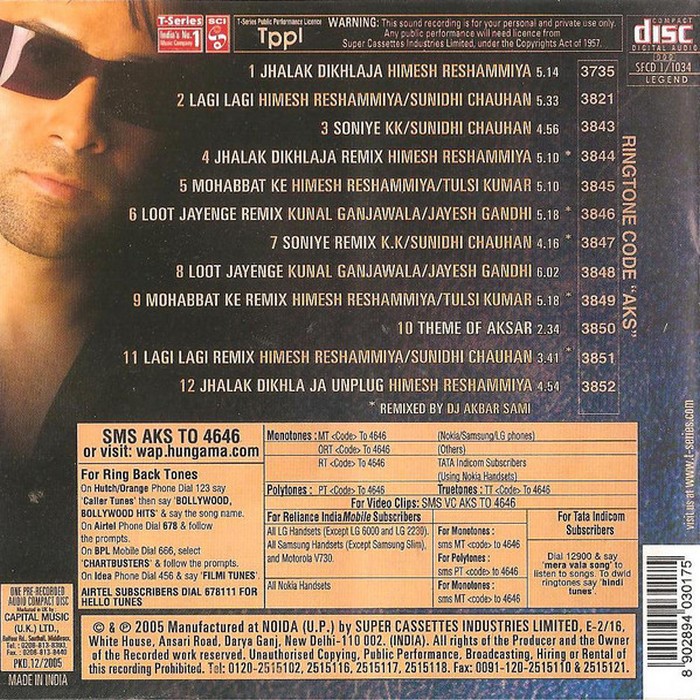 T-Series
India's No.1
Music Company
SCI
T-Series Public Performance Licence
Tppl
WARNING: This sound recording is for your personal and private use only.
Any public performance will need licence from
Super Cassettes Industries Limited, under the Copyrights Act of 1957.
COMPACT
disc
DIGITAL AUDIO
SFCD 1/1034
LEGEND
1 JHALAK DIKHLAJA HIMESH RESHAMMIYA 5.14 3735
2 LAGI LAGI HIMESH RESHAMMIYA/SUNIDHI CHAUHAN 5.33 3821
3 SONIYE KK/SUNIDHI CHAUHAN 4.56 3843
4 JHALAK DIKHLAJA REMIX HIMESH RESHAMMIYA 5.10 * 3844
5 MOHABBAT KE HIMESH RESHAMMIYA/TULSI KUMAR 5.10 3845
6 LOOT JAYENGE REMIX KUNAL GANJAWALA/JAYESH GANDHI 5.18 * 3846
7 SONIYE REMIX K.K/SUNIDHI CHAUHAN 4.16 * 3847
8 LOOT JAYENGE KUNAL GANJAWALA/JAYESH GANDHI 6.02 3848
9 MOHABBAT KE REMIX HIMESH RESHAMMIYA/TULSI KUMAR 5.18 * 3849
10 THEME OF AKSAR 2.34 3850
11 LAGI LAGI REMIX HIMESH RESHAMMIYA/SUNIDHI CHAUHAN 3.41 * 3851
12 JHALAK DIKHLA JA UNPLUG HIMESH RESHAMMIYA 4.54 3852
* REMIXED BY DJ AKBAR SAMI
RINGTONE CODE "AKS"
SMS AKS TO 4646
or visit: wap.hungama.com
For Ring Back Tones
On Hutch/Orange Phone Dial 123 say
'Caller Tunes' then say 'BOLLYWOOD,
BOLLYWOOD HITS' & say the song name.
On Airtel Phone Dial 678 & follow
the prompts.
On BPL Mobile Dial 666, select
'CHARTBUSTERS' & follow the prompts.
On Idea Phone Dial 456 & say 'FILMI TUNES'.
AIRTEL SUBSCRIBERS DIAL 678111 FOR
HELLO TUNES
Monotones: MT <Code> To 4646 (Nokia/Samsung/LG phones)
ORT <Code> To 4646 (Others)
RT <Code> To 4646 TATA Indicom Subscribers
(Using Nokia Handsets)
Polytones: PT <Code> To 4646 Truetones: TT <Code> To 4646
For Video Clips: SMS VC AKS TO 4646
For Reliance IndiaMobile Subscribers
All LG Handsets (Except LG 6000 and LG 2230).
All Samsung Handsets (Except Samsung Slim),
and Motorola V730.
All Nokia Handsets
For Monotones :
sms MT <code> to 4646
For Polytones:
sms PT <code> to 4646
For Monotones :
sms MT <code> to 4646
For Tata Indicom
Subscribers
Dial 12900 & say
'mera vala song' to
listen to songs. To dwld
ringtones say 'hindi
tunes'.
visit us at www.t-series.com
8 902894 030175
ONE PRE-RECORDED
AUDIO COMPACT DISC
Marketed in UK by
CAPITAL MUSIC
(U.K.) LTD.
Tel.: 0208-813-8393,
Fax : 0208-813-8440
PKD.12/2005
MADE IN INDIA
© & ℗ 2005 Manufactured at NOIDA (U.P.) by SUPER CASSETTES INDUSTRIES LIMITED, E-2/16,
White House, Ansari Road, Darya Ganj, New Delhi-110 002. (INDIA). All rights of the Producer and the Owner
of the Recorded work reserved. Unauthorised Copying, Public Performance, Broadcasting, Hiring or Rental of
this recording Prohibited. Tel: 0120-2515102, 2515116, 2515117, 2515118. Fax: 0091-120-2515110 & 2515121.